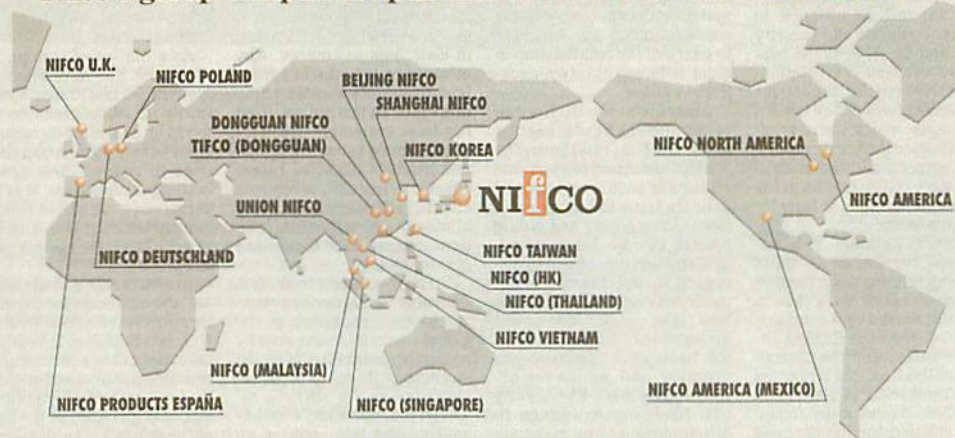 NIFCO U.K.
NIFCO POLAND
BEIJING NIFCO
SHANGHAI NIFCO
DONGGUAN NIFCO
TIFCO (DONGGUAN)
NIFCO KOREA
NIFCO NORTH AMERICA
NIfCO
NIFCO AMERICA
UNION NIFCO
NIFCO DEUTSCHLAND
NIFCO TAIWAN
NIFCO (HK)
NIFCO (THAILAND)
NIFCO VIETNAM
NIFCO (MALAYSIA)
NIFCO PRODUCTS ESPAÑA
NIFCO (SINGAPORE)
NIFCO AMERICA (MEXICO)